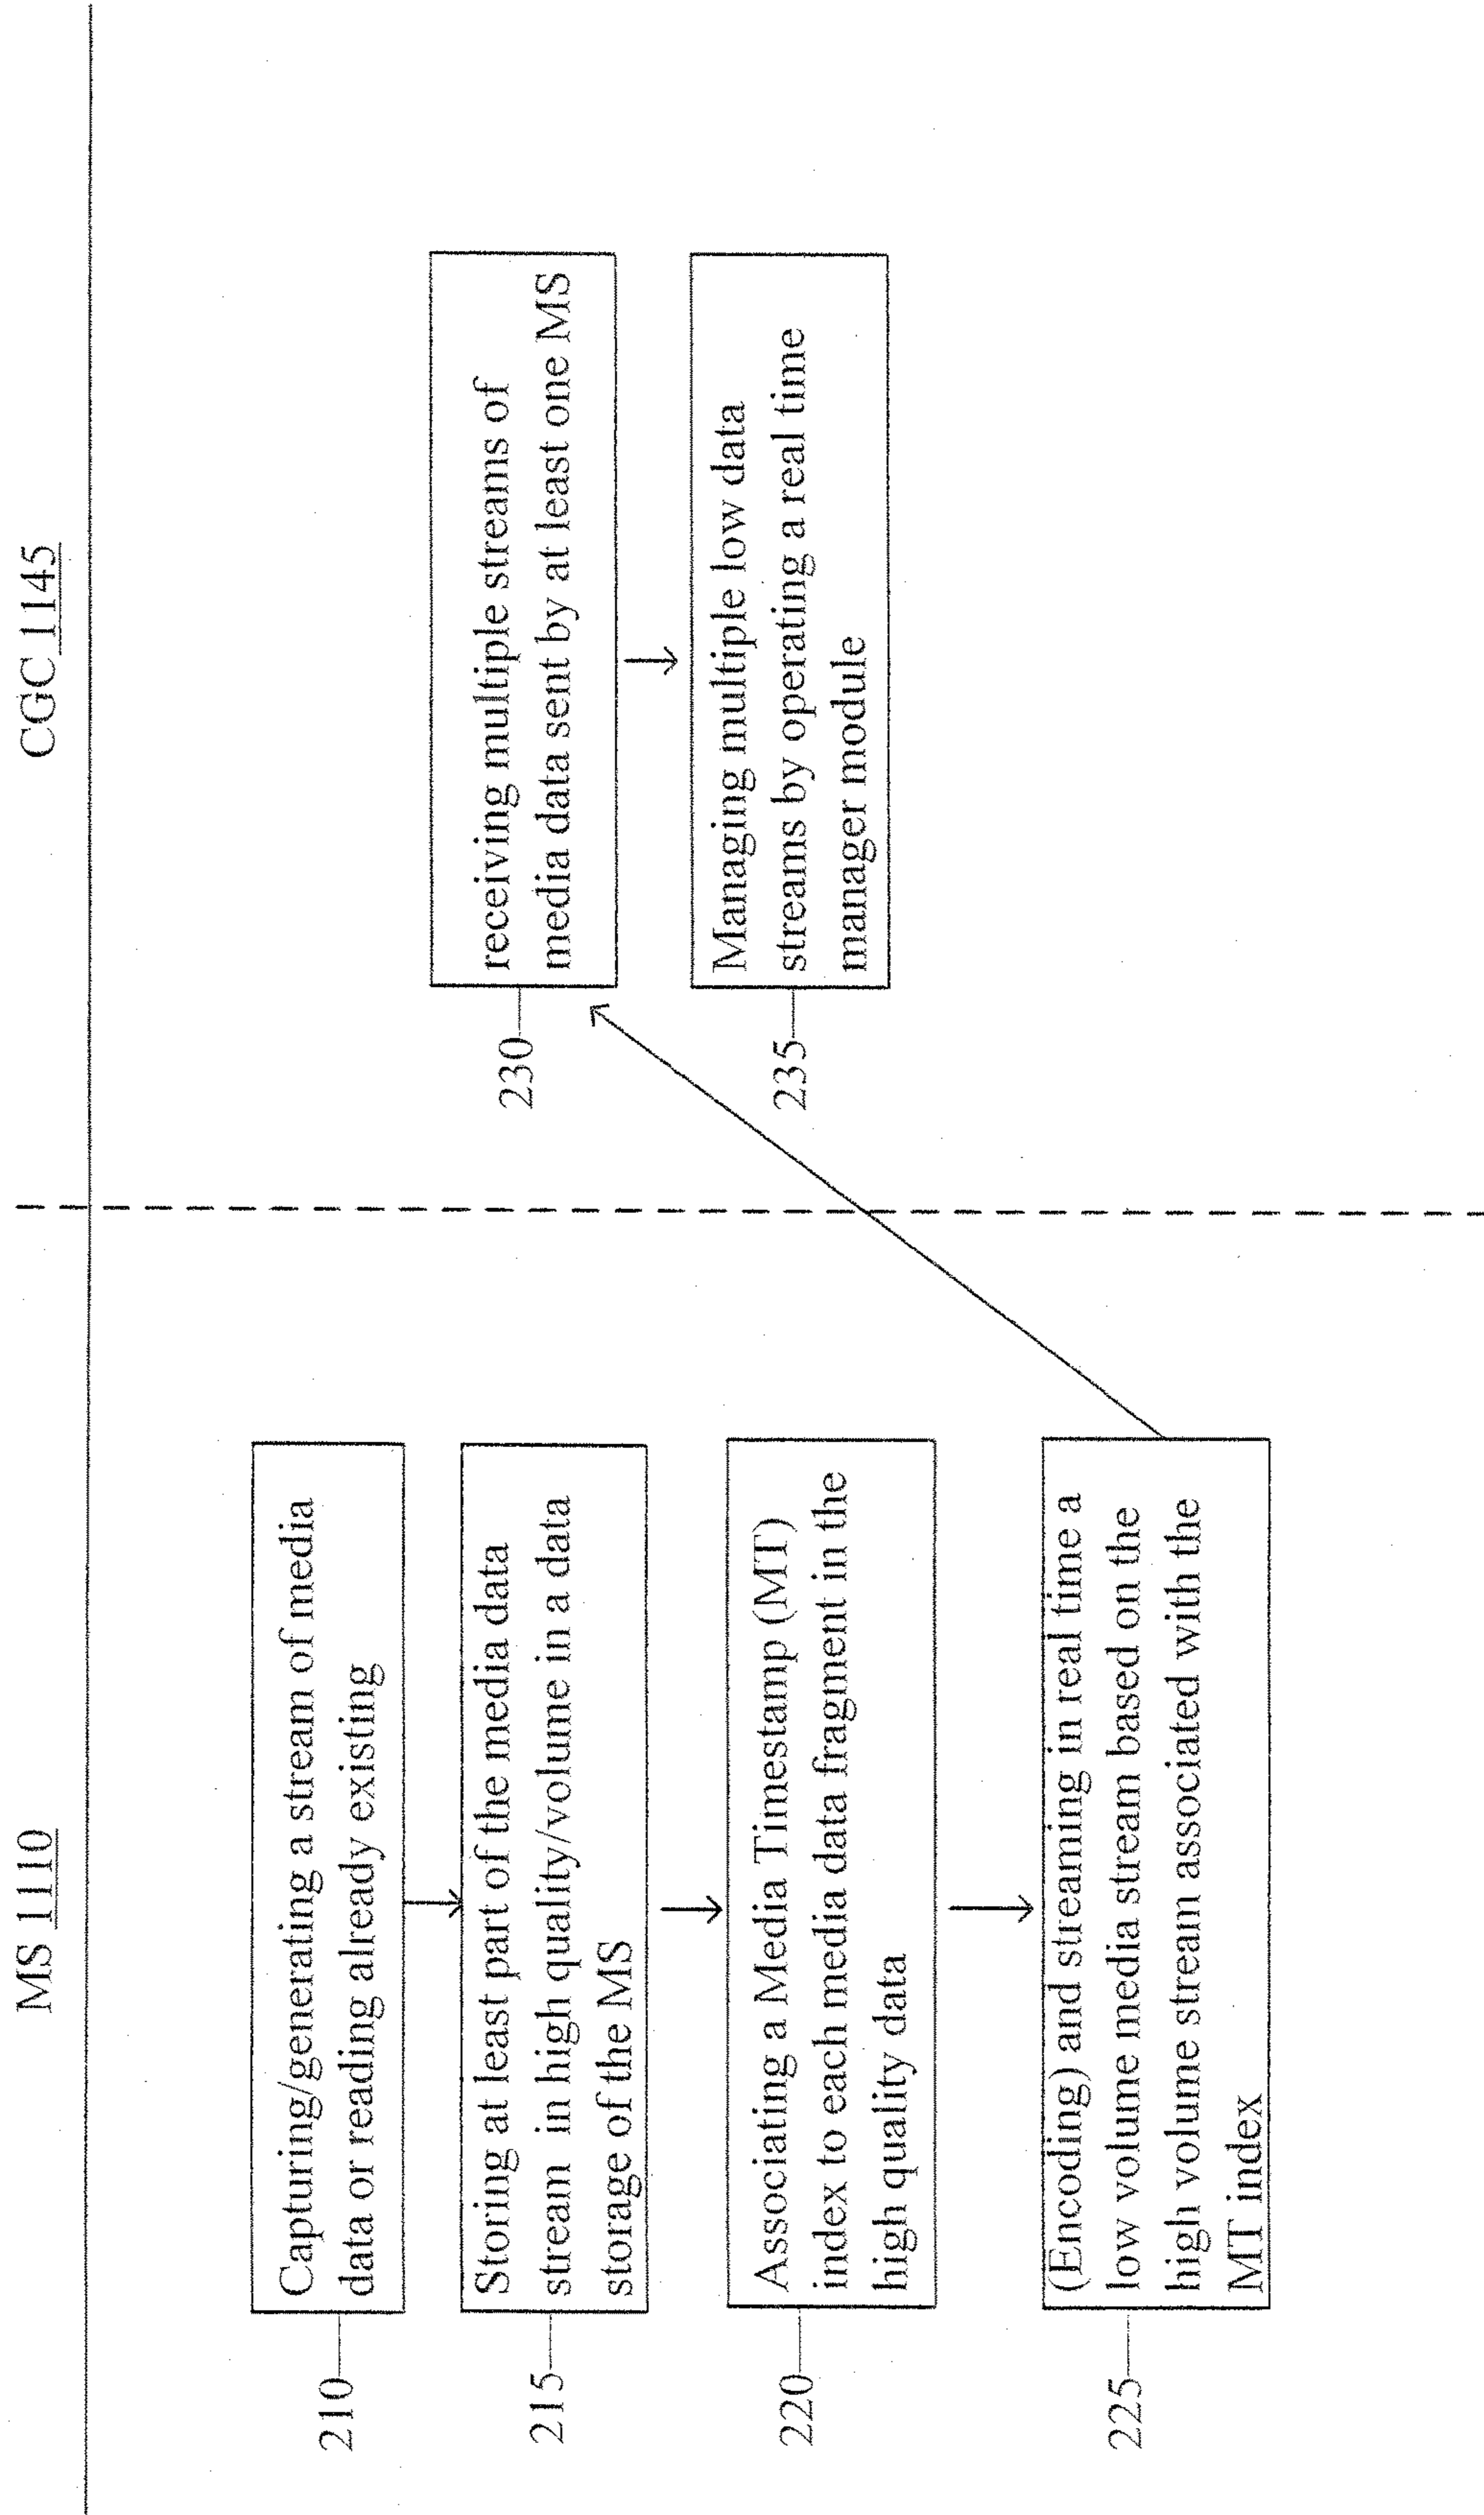 MS 1110
CGC 1145
210
Capturing/generating a stream of media
data or reading already existing
215
Storing at least part of the media data
stream in high quality/volume in a data
storage of the MS
220
Associating a Media Timestamp (MT)
index to each media data fragment in the
high quality data
225
(Encoding) and streaming in real time a
low volume media stream based on the
high volume stream associated with the
MT index
230
receiving multiple streams of
media data sent by at least one MS
235
Managing multiple low data
streams by operating a real time
manager module